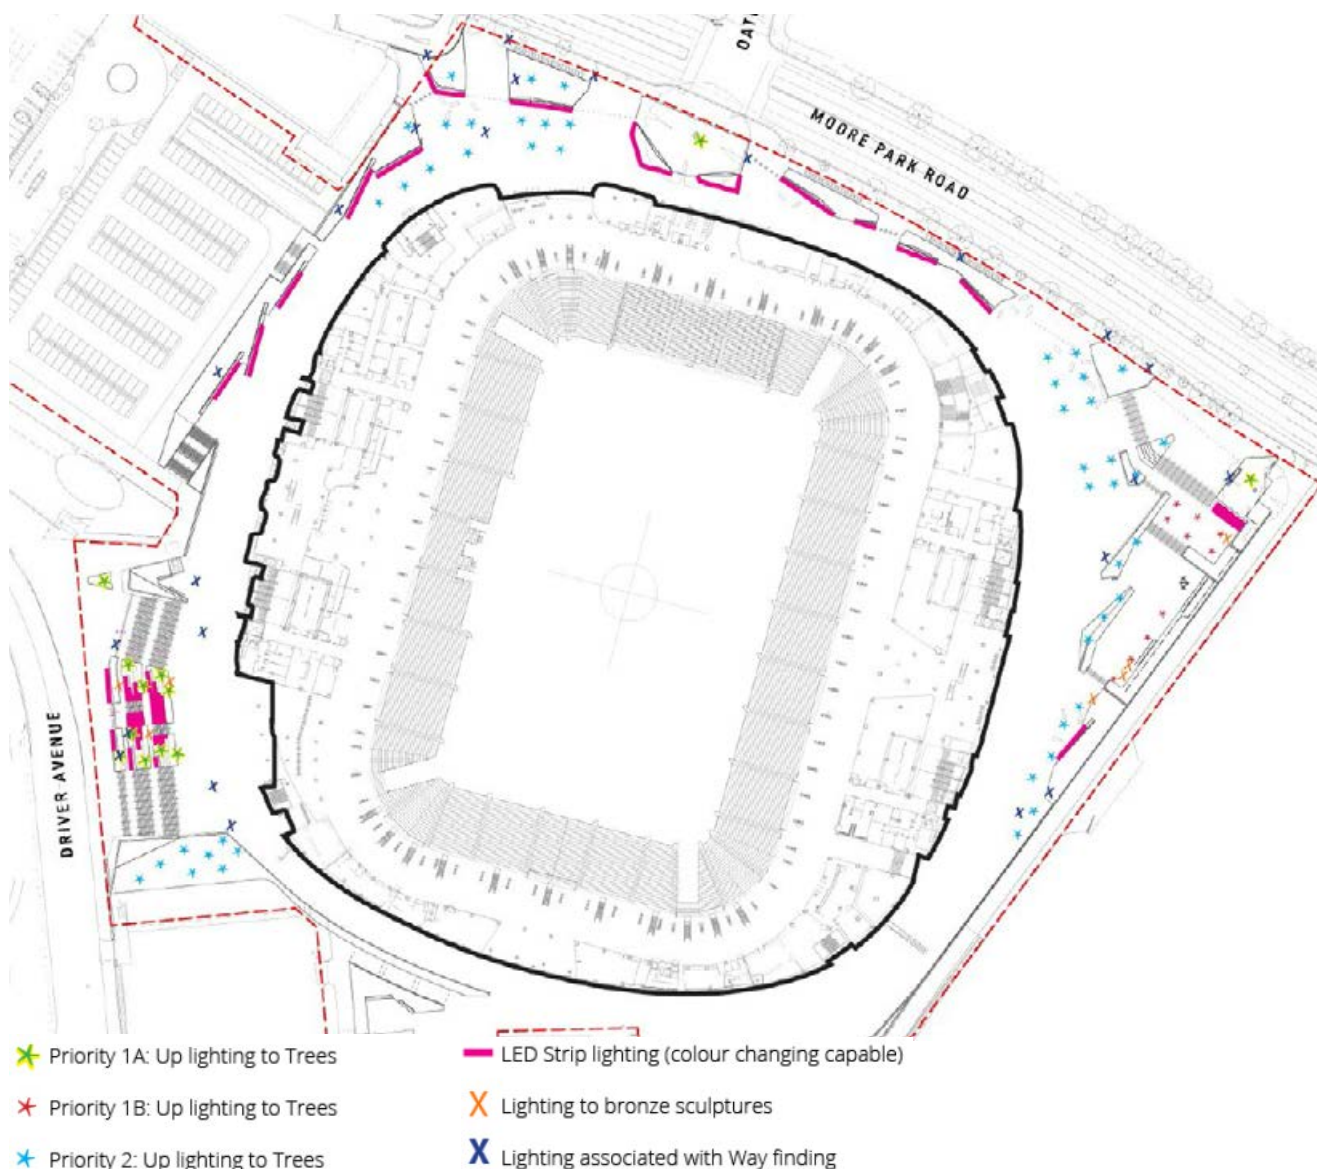 OATL
MOORE PARK ROAD
DRIVER AVENUE
Priority 1A: Up lighting to Trees
LED Strip lighting (colour changing capable)
Priority 1B: Up lighting to Trees
Lighting to bronze sculptures
Priority 2: Up lighting to Trees
Lighting associated with Way finding